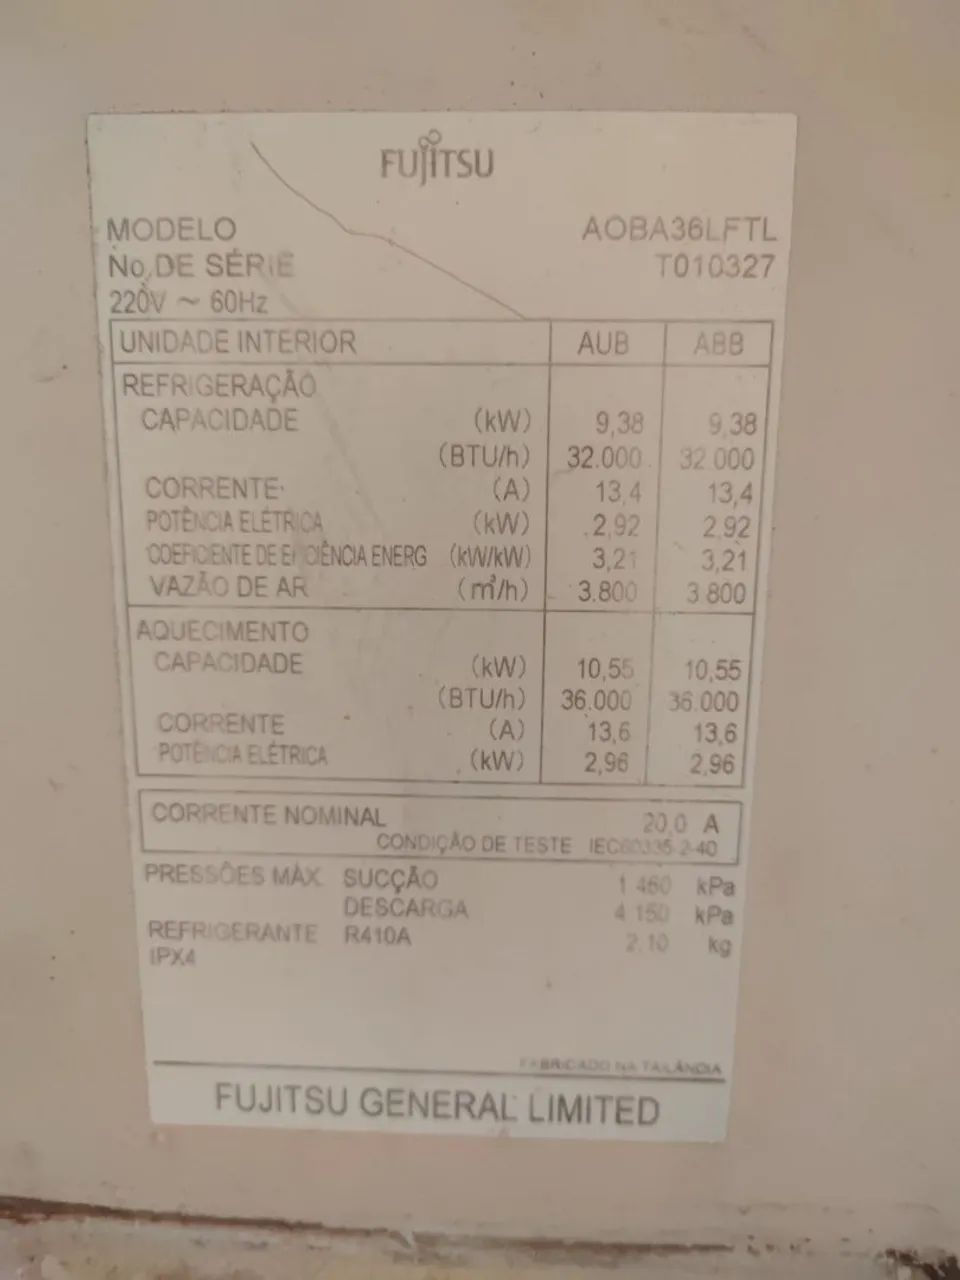 FUJITSU
MODELO AOBA36LFTL
No.DE SÉRIE T010327
220V ~ 60Hz
UNIDADE INTERIOR AUB ABB
REFRIGERAÇÃO
CAPACIDADE (kW) 9,38 9,38
(BTU/h) 32.000 32.000
CORRENTE (A) 13,4 13,4
POTÊNCIA ELÉTRICA (kW) 2,92 2,92
COEFICIENTE DE EFICIÊNCIA ENERG (kW/kW) 3,21 3,21
VAZÃO DE AR (m³/h) 3.800 3 800
AQUECIMENTO
CAPACIDADE (kW) 10,55 10,55
(BTU/h) 36.000 36.000
CORRENTE (A) 13,6 13,6
POTÊNCIA ELÉTRICA (kW) 2,96 2,96
CORRENTE NOMINAL 20,0 A
CONDIÇÃO DE TESTE IEC60335-2-40
PRESSÕES MÁX. SUCÇÃO 1 460 kPa
DESCARGA 4 150 kPa
REFRIGERANTE R410A 2,10 kg
IPX4
FABRICADO NA TAILÂNDIA
FUJITSU GENERAL LIMITED